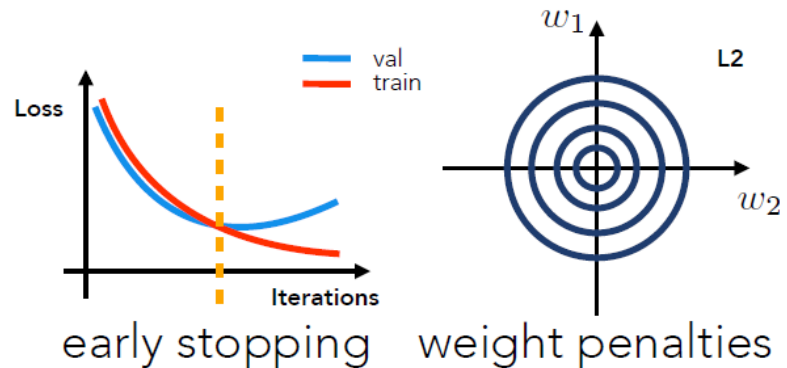 w₁
val
train
L2
Loss
w₂
Iterations
early stopping
weight penalties